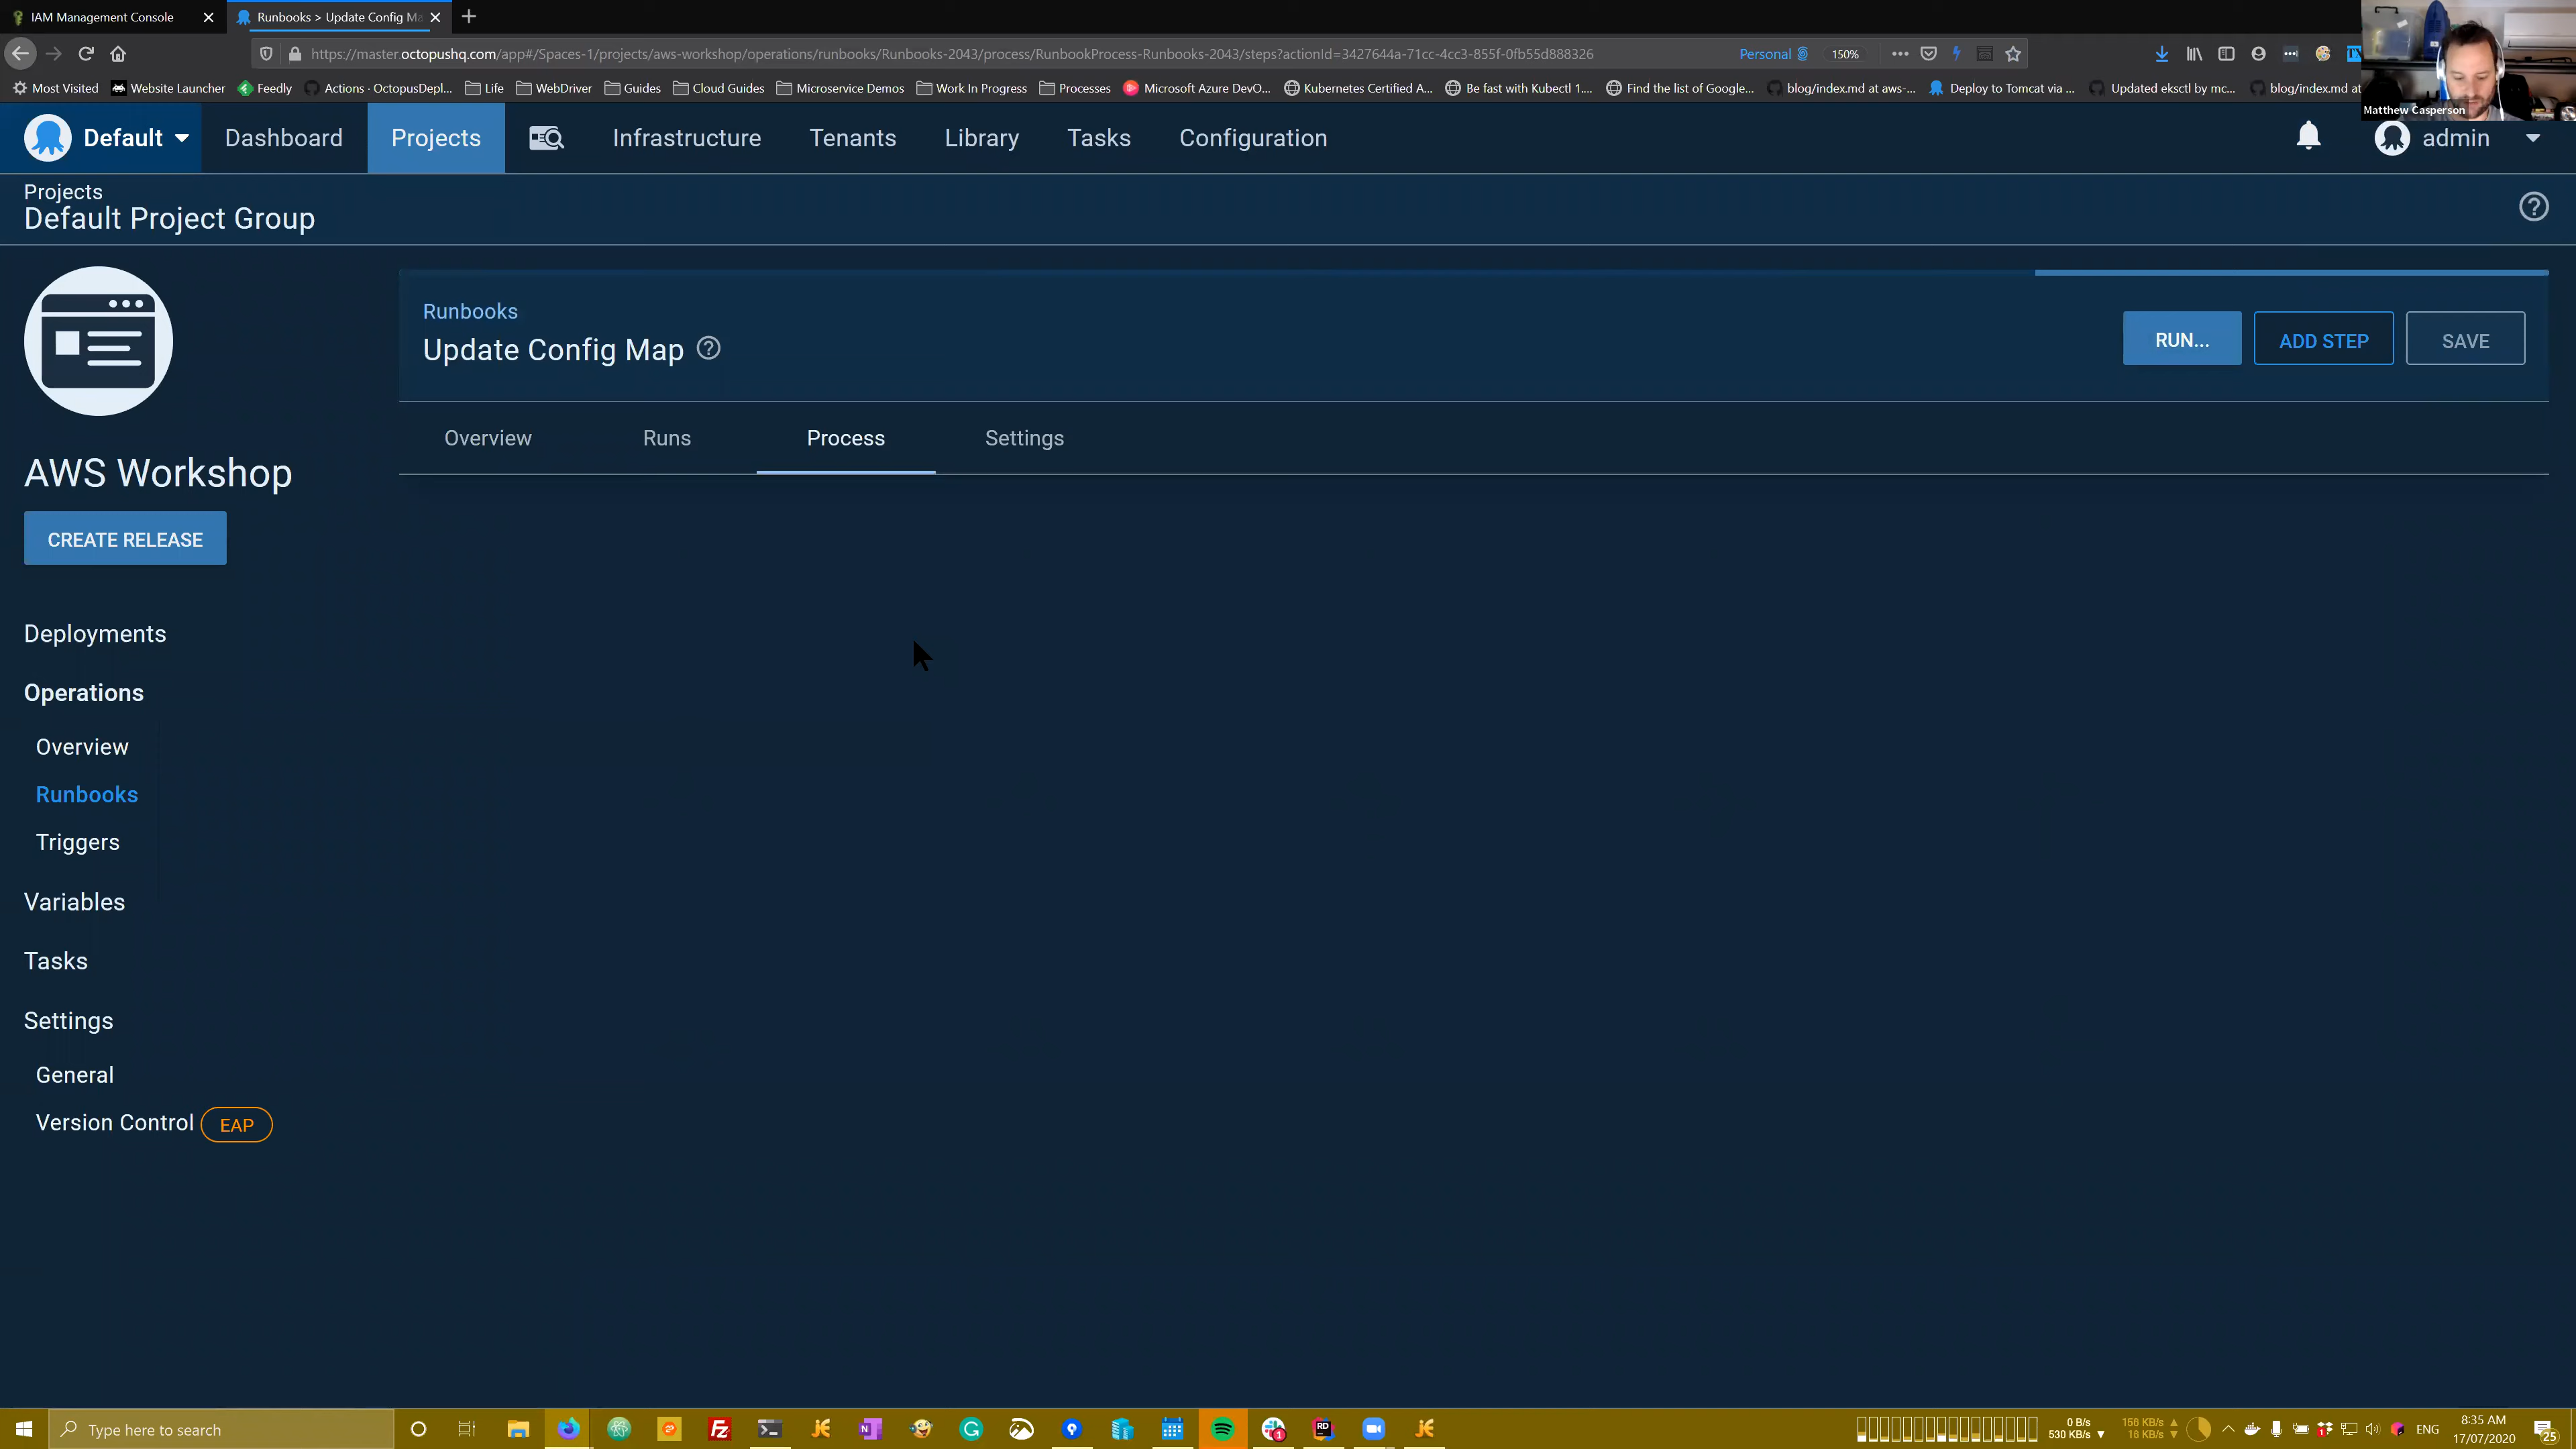 IAM Management Console
Runbooks > Update Config Ma
https://master.octopushq.com/app#/Spaces-1/projects/aws-workshop/operations/runbooks/Runbooks-2043/process/RunbookProcess-Runbooks-2043/steps?actionId=3427644a-71cc-4cc3-855f-0fb55d888326
Personal
150%
Most Visited
Website Launcher
Feedly
Actions · OctopusDepl...
Life
WebDriver
Guides
Cloud Guides
Microservice Demos
Work In Progress
Processes
Microsoft Azure DevO...
Kubernetes Certified A...
Be fast with Kubectl 1....
Find the list of Google...
blog/index.md at aws-...
Deploy to Tomcat via ...
Updated eksctl by mc...
blog/index.md at
Matthew Casperson
Default
Dashboard
Projects
Infrastructure
Tenants
Library
Tasks
Configuration
admin
Projects
Default Project Group
Runbooks
Update Config Map
RUN...
ADD STEP
SAVE
Overview
Runs
Process
Settings
AWS Workshop
CREATE RELEASE
Deployments
Operations
Overview
Runbooks
Triggers
Variables
Tasks
Settings
General
Version Control
EAP
Type here to search
0 B/s
530 KB/s
156 KB/s
16 KB/s
ENG
8:35 AM
17/07/2020
25